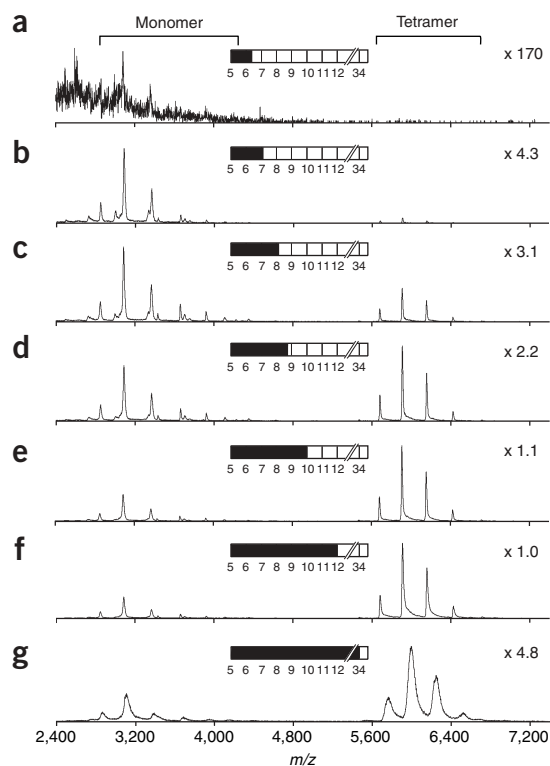 Monomer
Tetramer
a
x 170
5 6 7 8 9 10 11 12 34
b
x 4.3
5 6 7 8 9 10 11 12 34
c
x 3.1
5 6 7 8 9 10 11 12 34
d
x 2.2
5 6 7 8 9 10 11 12 34
e
x 1.1
5 6 7 8 9 10 11 12 34
f
x 1.0
5 6 7 8 9 10 11 12 34
g
x 4.8
5 6 7 8 9 10 11 12 34
2,400 3,200 4,000 4,800 5,600 6,400 7,200
m/z